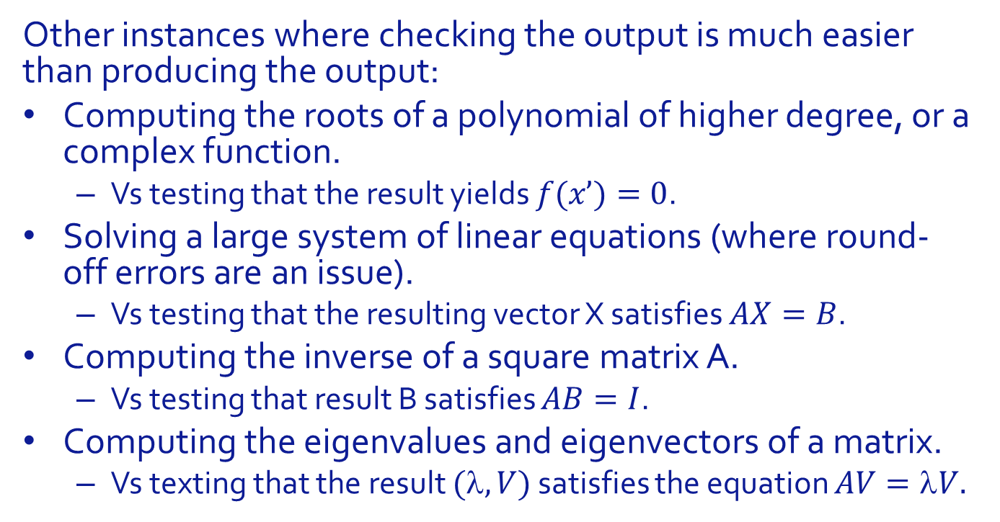 Other instances where checking the output is much easier
than producing the output:
• Computing the roots of a polynomial of higher degree, or a
complex function.
– Vs testing that the result yields f(x’) = 0.
• Solving a large system of linear equations (where round-
off errors are an issue).
– Vs testing that the resulting vector X satisfies AX = B.
• Computing the inverse of a square matrix A.
– Vs testing that result B satisfies AB = I.
• Computing the eigenvalues and eigenvectors of a matrix.
– Vs texting that the result (λ, V) satisfies the equation AV = λV.